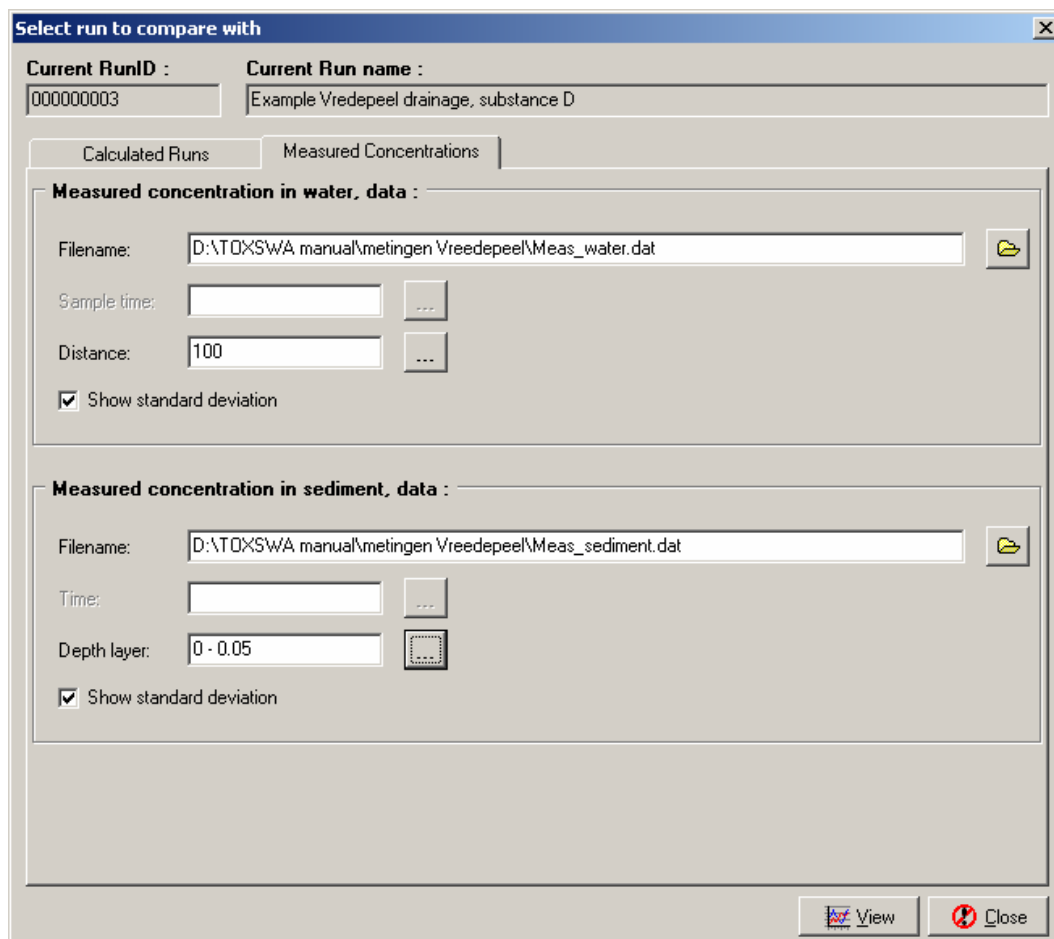 Select run to compare with
Current RunID : Current Run name :
000000003 Example Vredepeel drainage, substance D
Calculated Runs Measured Concentrations
Measured concentration in water, data :
Filename: D:\TOXSWA manual\metingen Vreedepeel\Meas_water.dat
Sample time: ...
Distance: 100 ...
Show standard deviation
Measured concentration in sediment, data :
Filename: D:\TOXSWA manual\metingen Vreedepeel\Meas_sediment.dat
Time: ...
Depth layer: 0 - 0.05 ...
Show standard deviation
View Close